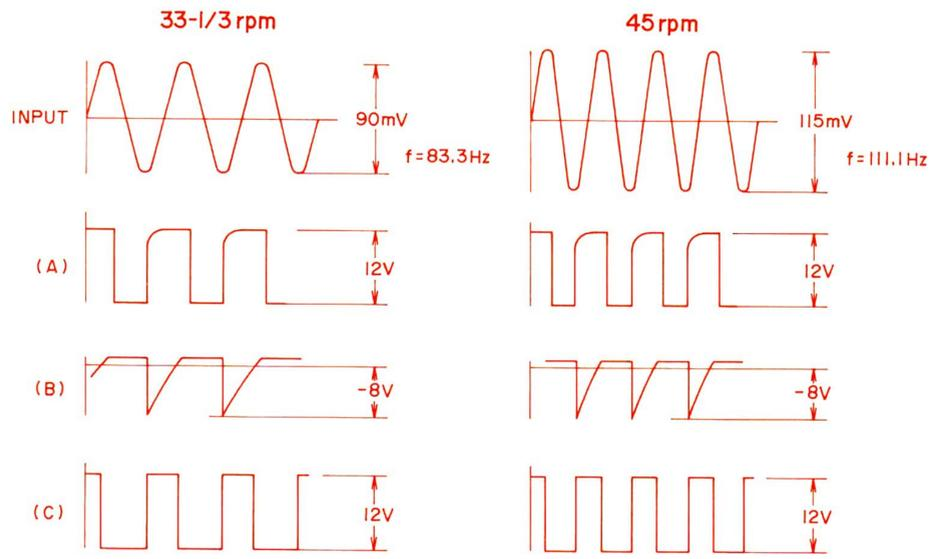 33-1/3 rpm
45 rpm
INPUT
90mV
f=83.3Hz
115mV
f=111.1Hz
(A)
12V
12V
(B)
-8V
-8V
(C)
12V
12V